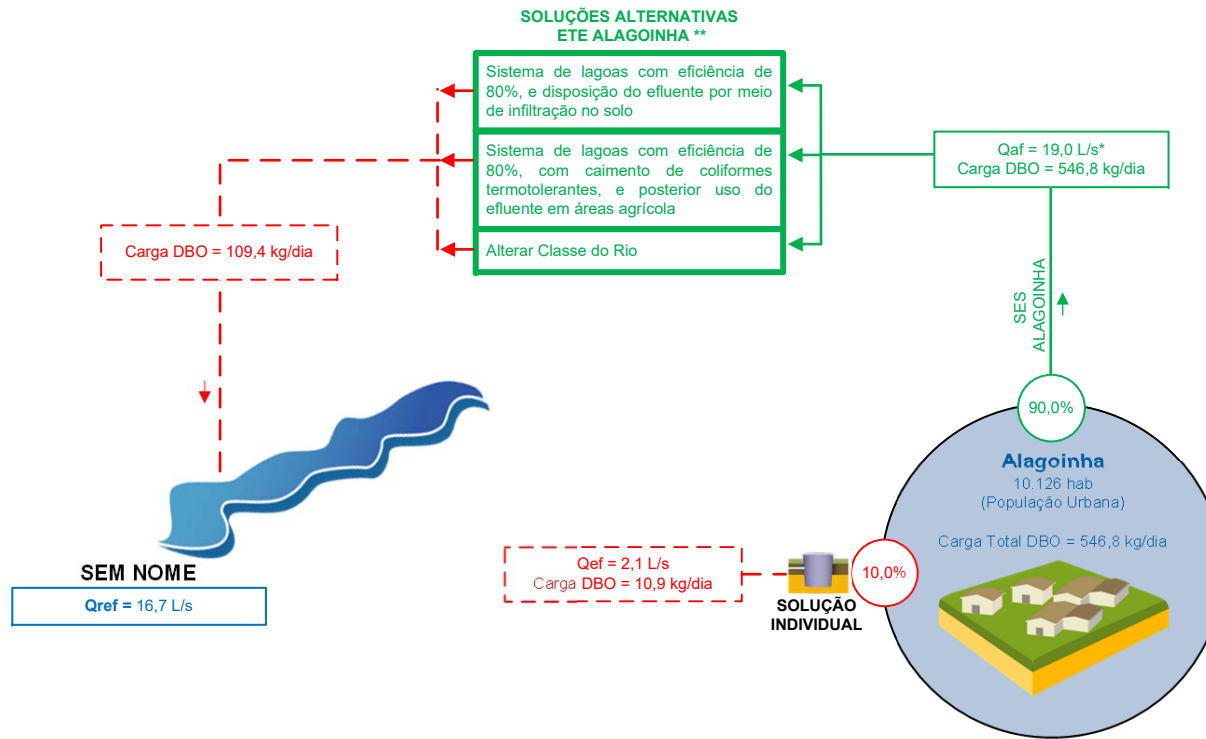 SOLUÇÕES ALTERNATIVAS
ETE ALAGOINHA **
Sistema de lagoas com eficiência de
80%, e disposição do efluente por meio
de infiltração no solo
Sistema de lagoas com eficiência de
80%, com caimento de coliformes
termotolerantes, e posterior uso do
efluente em áreas agrícola
Alterar Classe do Rio
Qaf = 19,0 L/s*
Carga DBO = 546,8 kg/dia
Carga DBO = 109,4 kg/dia
SES
ALAGOINHA
90,0%
Alagoinha
10.126 hab
(População Urbana)
Carga Total DBO = 546,8 kg/dia
10,0%
Qef = 2,1 L/s
Carga DBO = 10,9 kg/dia
SOLUÇÃO
INDIVIDUAL
SEM NOME
Qref = 16,7 L/s